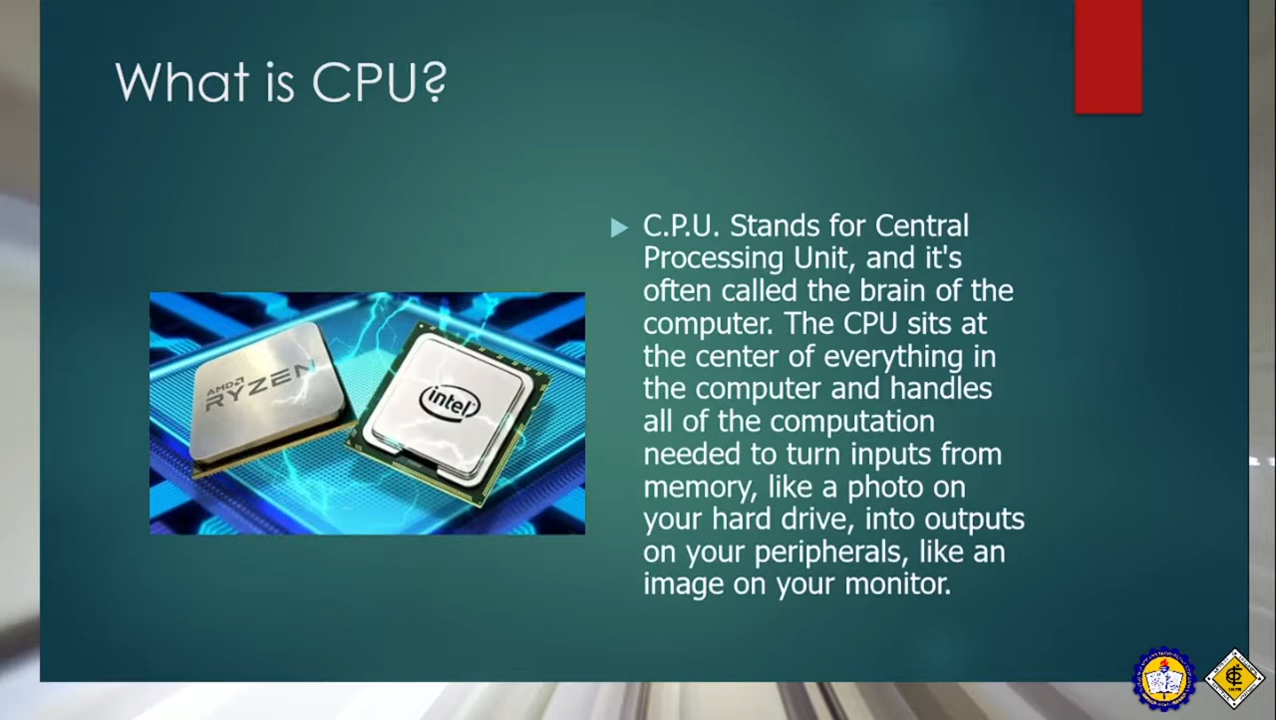 What is CPU?
C.P.U. Stands for Central
Processing Unit, and it's
often called the brain of the
computer. The CPU sits at
the center of everything in
the computer and handles
all of the computation
needed to turn inputs from
memory, like a photo on
your hard drive, into outputs
on your peripherals, like an
image on your monitor.
AMD
RYZEN
intel